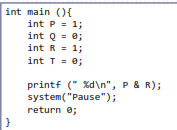 int main (){
    int P = 1;
    int Q = 0;
    int R = 1;
    int T = 0;

    printf (" %d\n", P & R);
    system("Pause");
    return 0;
}